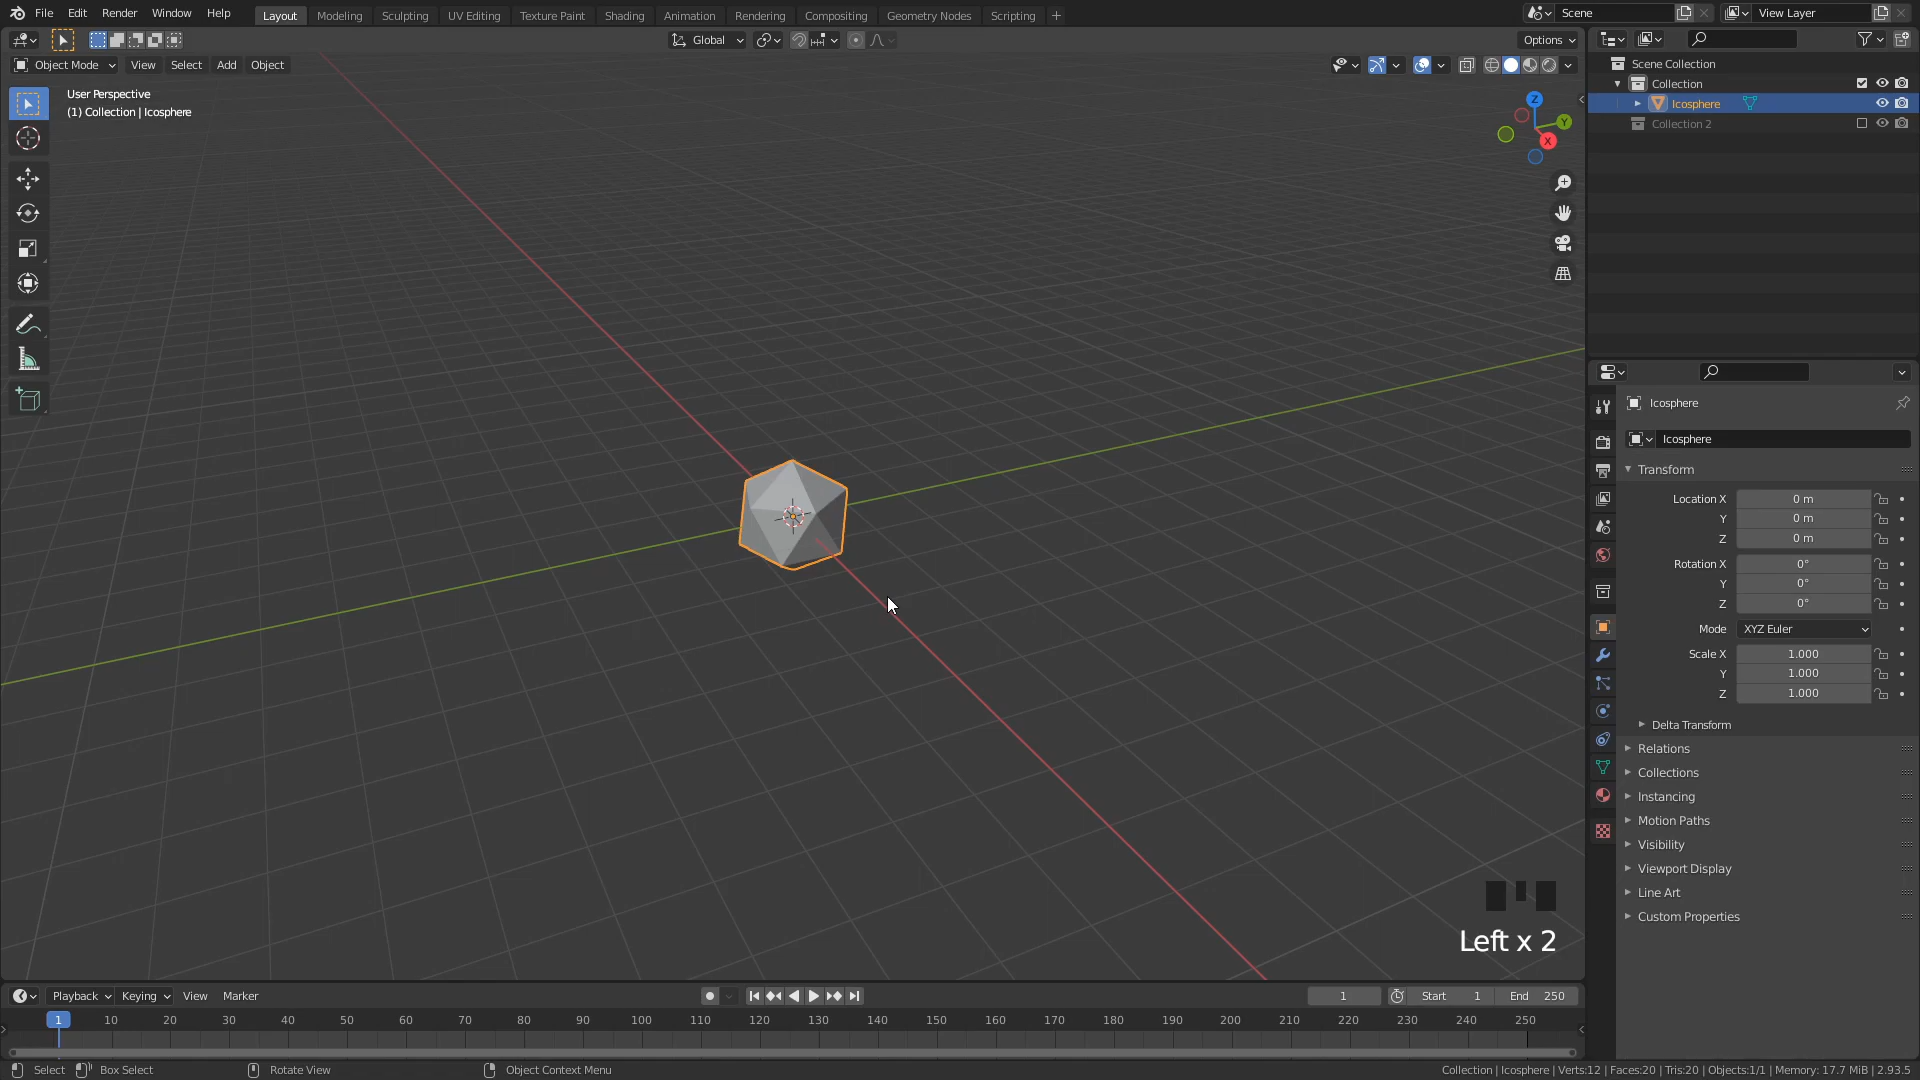 File Edit Render Window Help
Layout Modeling Sculpting UV Editing Texture Paint Shading Animation Rendering Compositing Geometry Nodes Scripting +
Scene
View Layer
Global
Options
Object Mode View Select Add Object
User Perspective
(1) Collection | Icosphere
Z
Y
X
Left x 2
Scene Collection
Collection
Icosphere
Collection 2
Icosphere
Icosphere
Transform
Location X 0 m
Y 0 m
Z 0 m
Rotation X 0°
Y 0°
Z 0°
Mode XYZ Euler
Scale X 1.000
Y 1.000
Z 1.000
Delta Transform
Relations
Collections
Instancing
Motion Paths
Visibility
Viewport Display
Line Art
Custom Properties
Playback Keying View Marker
1 Start 1 End 250
1 10 20 30 40 50 60 70 80 90 100 110 120 130 140 150 160 170 180 190 200 210 220 230 240 250
Select Box Select Rotate View Object Context Menu
Collection | Icosphere | Verts:12 | Faces:20 | Tris:20 | Objects:1/1 | Memory: 17.7 MiB | 2.93.5